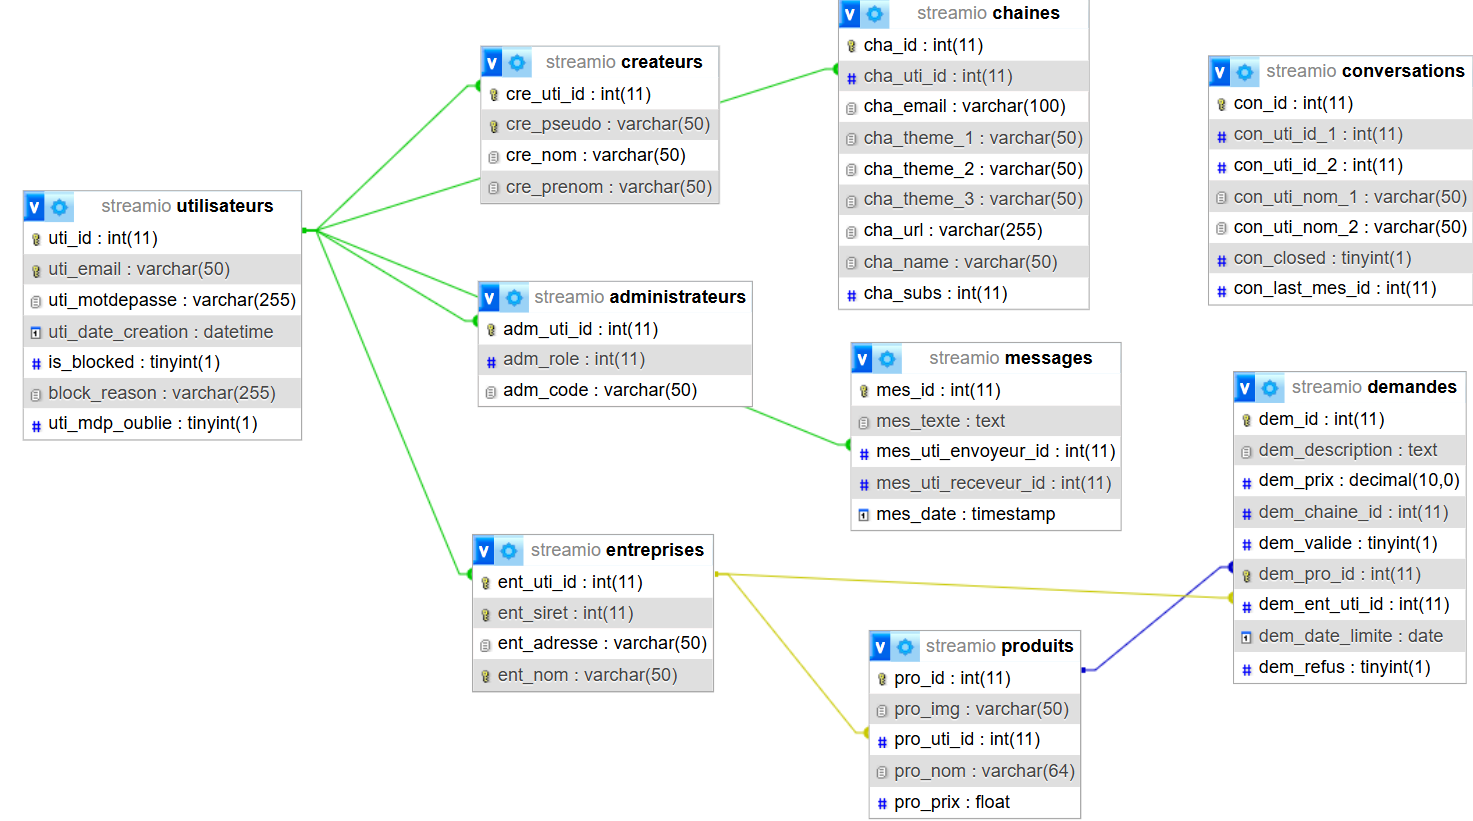 streamio utilisateurs
uti_id : int(11)
uti_email : varchar(50)
uti_motdepasse : varchar(255)
uti_date_creation : datetime
is_blocked : tinyint(1)
block_reason : varchar(255)
uti_mdp_oublie : tinyint(1)
streamio createurs
cre_uti_id : int(11)
cre_pseudo : varchar(50)
cre_nom : varchar(50)
cre_prenom : varchar(50)
streamio administrateurs
adm_uti_id : int(11)
adm_role : int(11)
adm_code : varchar(50)
streamio entreprises
ent_uti_id : int(11)
ent_siret : int(11)
ent_adresse : varchar(50)
ent_nom : varchar(50)
streamio chaines
cha_id : int(11)
cha_uti_id : int(11)
cha_email : varchar(100)
cha_theme_1 : varchar(50)
cha_theme_2 : varchar(50)
cha_theme_3 : varchar(50)
cha_url : varchar(255)
cha_name : varchar(50)
cha_subs : int(11)
streamio messages
mes_id : int(11)
mes_texte : text
mes_uti_envoyeur_id : int(11)
mes_uti_receveur_id : int(11)
mes_date : timestamp
streamio produits
pro_id : int(11)
pro_img : varchar(50)
pro_uti_id : int(11)
pro_nom : varchar(64)
pro_prix : float
streamio conversations
con_id : int(11)
con_uti_id_1 : int(11)
con_uti_id_2 : int(11)
con_uti_nom_1 : varchar(50)
con_uti_nom_2 : varchar(50)
con_closed : tinyint(1)
con_last_mes_id : int(11)
streamio demandes
dem_id : int(11)
dem_description : text
dem_prix : decimal(10,0)
dem_chaine_id : int(11)
dem_valide : tinyint(1)
dem_pro_id : int(11)
dem_ent_uti_id : int(11)
dem_date_limite : date
dem_refus : tinyint(1)